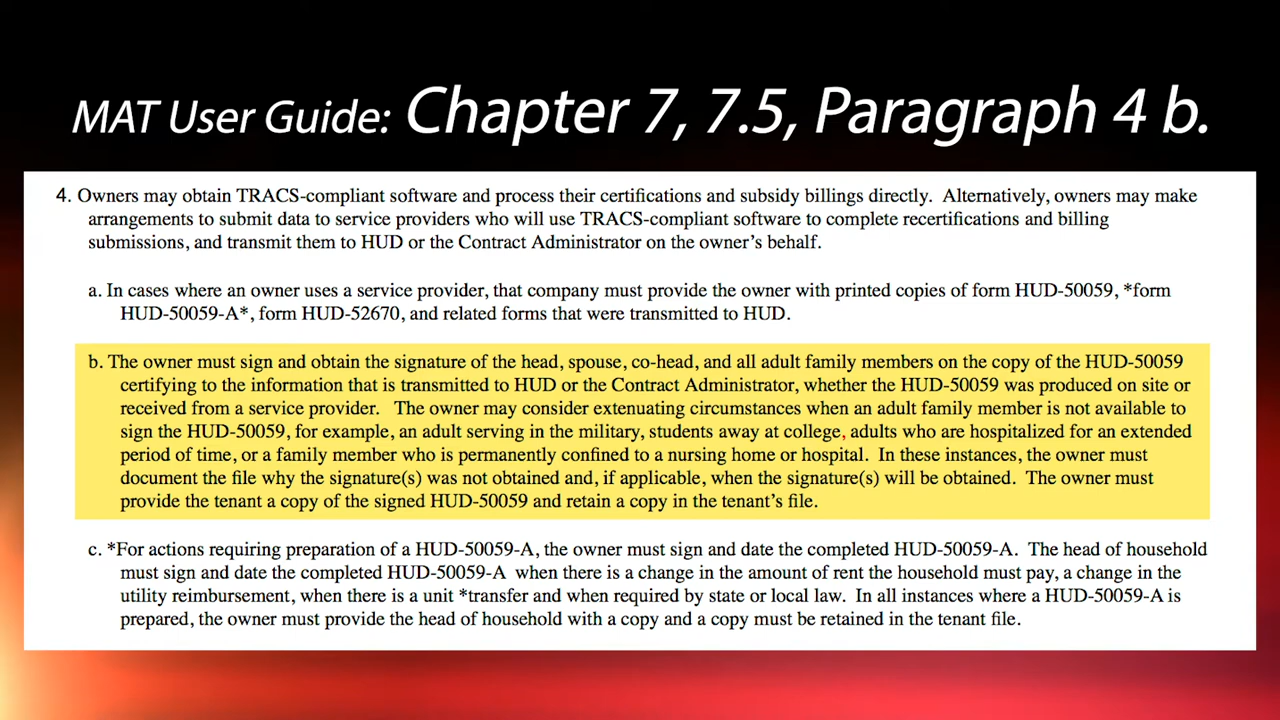 MAT User Guide: Chapter 7, 7.5, Paragraph 4 b.
4. Owners may obtain TRACS-compliant software and process their certifications and subsidy billings directly. Alternatively, owners may make
arrangements to submit data to service providers who will use TRACS-compliant software to complete recertifications and billing
submissions, and transmit them to HUD or the Contract Administrator on the owner's behalf.
a. In cases where an owner uses a service provider, that company must provide the owner with printed copies of form HUD-50059, *form
HUD-50059-A*, form HUD-52670, and related forms that were transmitted to HUD.
b. The owner must sign and obtain the signature of the head, spouse, co-head, and all adult family members on the copy of the HUD-50059
certifying to the information that is transmitted to HUD or the Contract Administrator, whether the HUD-50059 was produced on site or
received from a service provider. The owner may consider extenuating circumstances when an adult family member is not available to
sign the HUD-50059, for example, an adult serving in the military, students away at college, adults who are hospitalized for an extended
period of time, or a family member who is permanently confined to a nursing home or hospital. In these instances, the owner must
document the file why the signature(s) was not obtained and, if applicable, when the signature(s) will be obtained. The owner must
provide the tenant a copy of the signed HUD-50059 and retain a copy in the tenant's file.
c. *For actions requiring preparation of a HUD-50059-A, the owner must sign and date the completed HUD-50059-A. The head of household
must sign and date the completed HUD-50059-A when there is a change in the amount of rent the household must pay, a change in the
utility reimbursement, when there is a unit *transfer and when required by state or local law. In all instances where a HUD-50059-A is
prepared, the owner must provide the head of household with a copy and a copy must be retained in the tenant file.